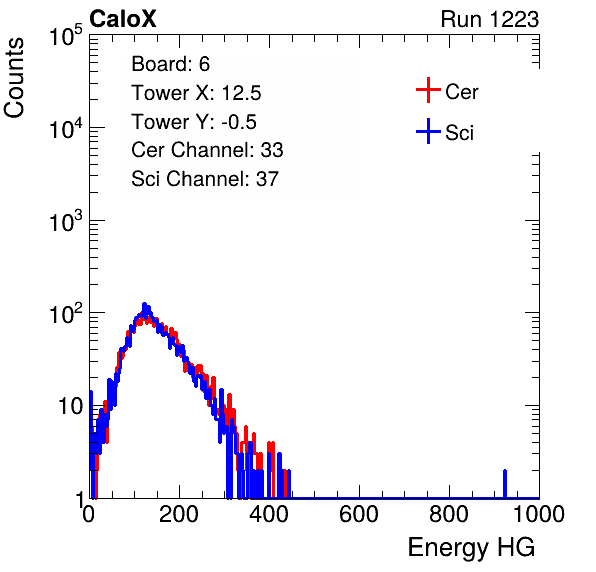 CaloX Run 1223
Counts
10^5
10^4
10^3
10^2
10
1
Board: 6
Tower X: 12.5
Tower Y: -0.5
Cer Channel: 33
Sci Channel: 37
Cer
Sci
0 200 400 600 800 1000
Energy HG